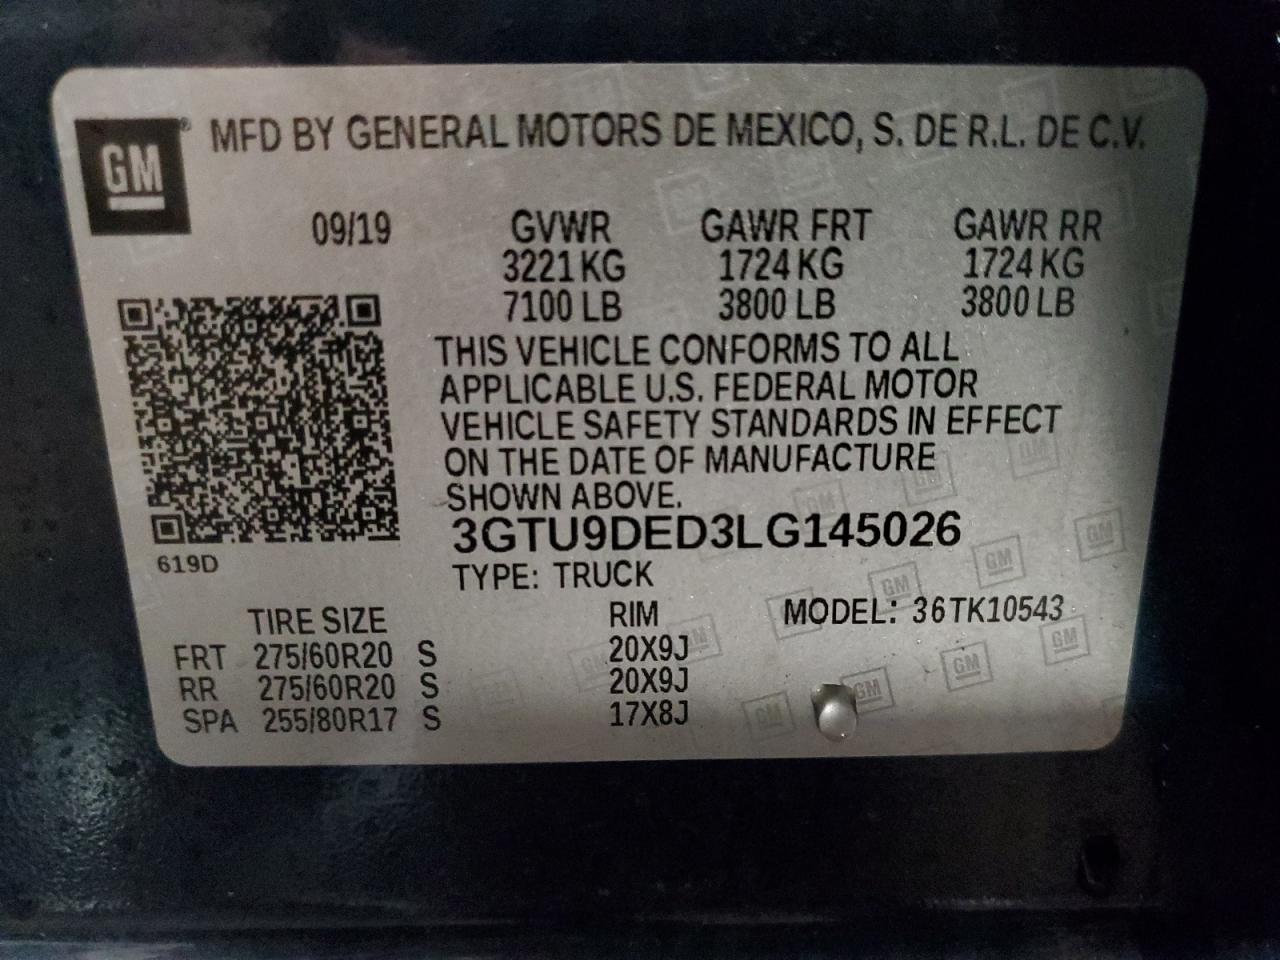 GM® MFD BY GENERAL MOTORS DE MEXICO, S. DE R.L. DE C.V.
09/19 GVWR GAWR FRT GAWR RR
3221 KG 1724 KG 1724 KG
7100 LB 3800 LB 3800 LB
THIS VEHICLE CONFORMS TO ALL
APPLICABLE U.S. FEDERAL MOTOR
VEHICLE SAFETY STANDARDS IN EFFECT
ON THE DATE OF MANUFACTURE
SHOWN ABOVE.
3GTU9DED3LG145026
619D
TYPE: TRUCK
TIRE SIZE RIM MODEL: 36TK10543
FRT 275/60R20 S 20X9J
RR 275/60R20 S 20X9J
SPA 255/80R17 S 17X8J